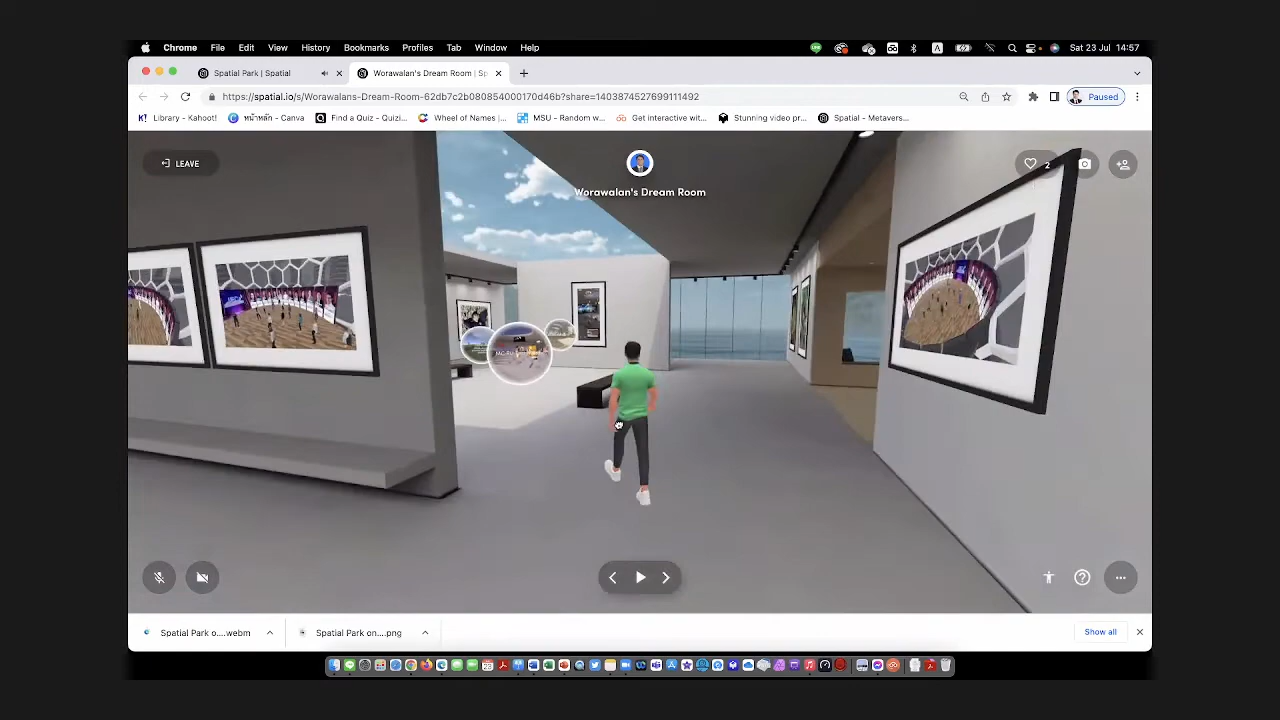 Chrome File Edit View History Bookmarks Profiles Tab Window Help
A
Sat 23 Jul 14:57
Spatial Park | Spatial
Worawalan's Dream Room | Sp
https://spatial.io/s/Worawalans-Dream-Room-62db7c2b080854000170d46b?share=1403874527699111492
Paused
K! Library - Kahoot!
หน้าหลัก - Canva
Find a Quiz - Quizi...
Wheel of Names |...
MSU - Random w...
Get interactive wit...
Stunning video pr...
Spatial - Metavers...
LEAVE
Worawalan's Dream Room
2
Spatial Park o....webm
Spatial Park on....png
Show all